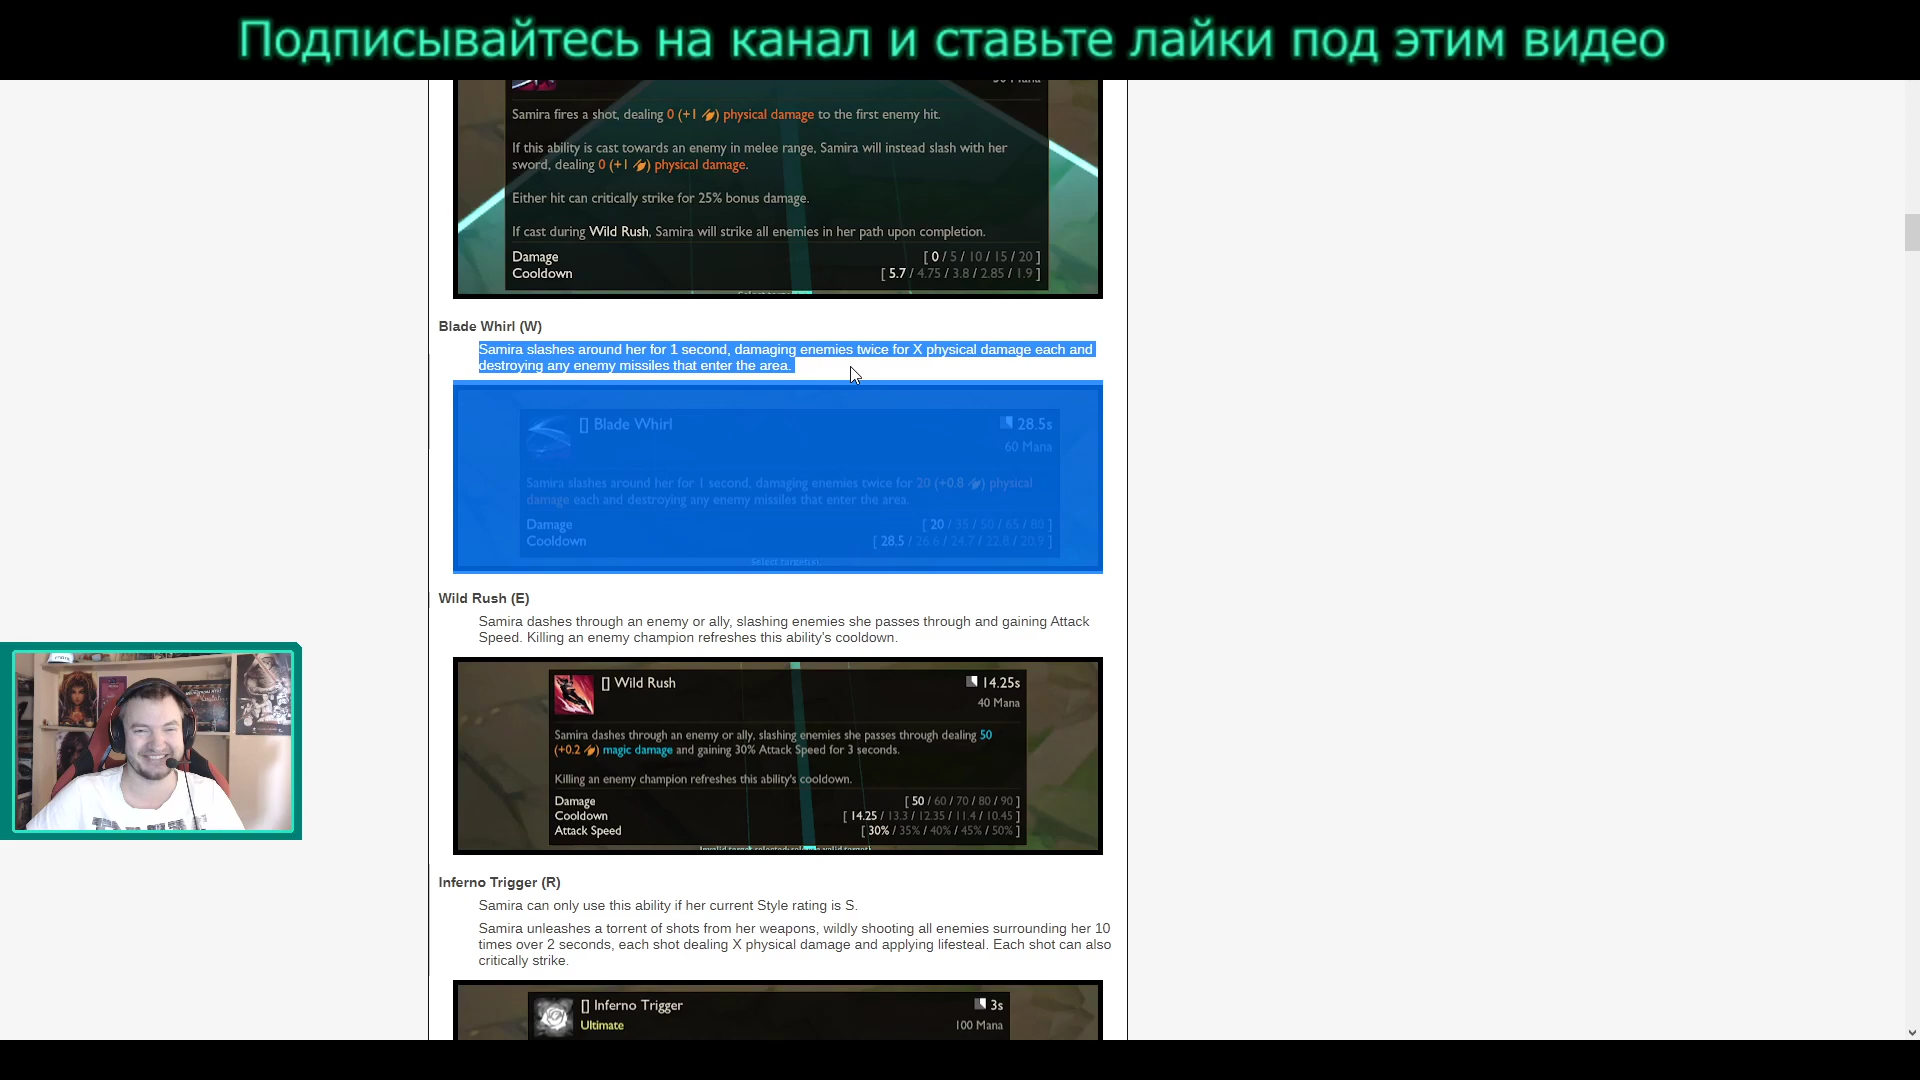 Подписывайтесь на канал и ставьте лайки под этим видео
Samira fires a shot, dealing 0 (+1 ) physical damage to the first enemy hit.
If this ability is cast towards an enemy in melee range, Samira will instead slash with her
sword, dealing 0 (+1 ) physical damage.
Either hit can critically strike for 25% bonus damage.
If cast during Wild Rush, Samira will strike all enemies in her path upon completion.
Damage [ 0 / 5 / 10 / 15 / 20 ]
Cooldown [ 5.7 / 4.75 / 3.8 / 2.85 / 1.9 ]
Blade Whirl (W)
Samira slashes around her for 1 second, damaging enemies twice for X physical damage each and
destroying any enemy missiles that enter the area.
[] Blade Whirl 28.5s
60 Mana
Samira slashes around her for 1 second, damaging enemies twice for 20 (+0.8 ) physical
damage each and destroying any enemy missiles that enter the area.
Damage [ 20 / 35 / 50 / 65 / 80 ]
Cooldown [ 28.5 / 26.6 / 24.7 / 22.8 / 20.9 ]
Select target(s)
Wild Rush (E)
Samira dashes through an enemy or ally, slashing enemies she passes through and gaining Attack
Speed. Killing an enemy champion refreshes this ability's cooldown.
[] Wild Rush 14.25s
40 Mana
Samira dashes through an enemy or ally, slashing enemies she passes through dealing 50
(+0.2 ) magic damage and gaining 30% Attack Speed for 3 seconds.
Killing an enemy champion refreshes this ability's cooldown.
Damage [ 50 / 60 / 70 / 80 / 90 ]
Cooldown [ 14.25 / 13.3 / 12.35 / 11.4 / 10.45 ]
Attack Speed [ 30% / 35% / 40% / 45% / 50% ]
Inferno Trigger (R)
Samira can only use this ability if her current Style rating is S.
Samira unleashes a torrent of shots from her weapons, wildly shooting all enemies surrounding her 10
times over 2 seconds, each shot dealing X physical damage and applying lifesteal. Each shot can also
critically strike.
[] Inferno Trigger 3s
Ultimate 100 Mana